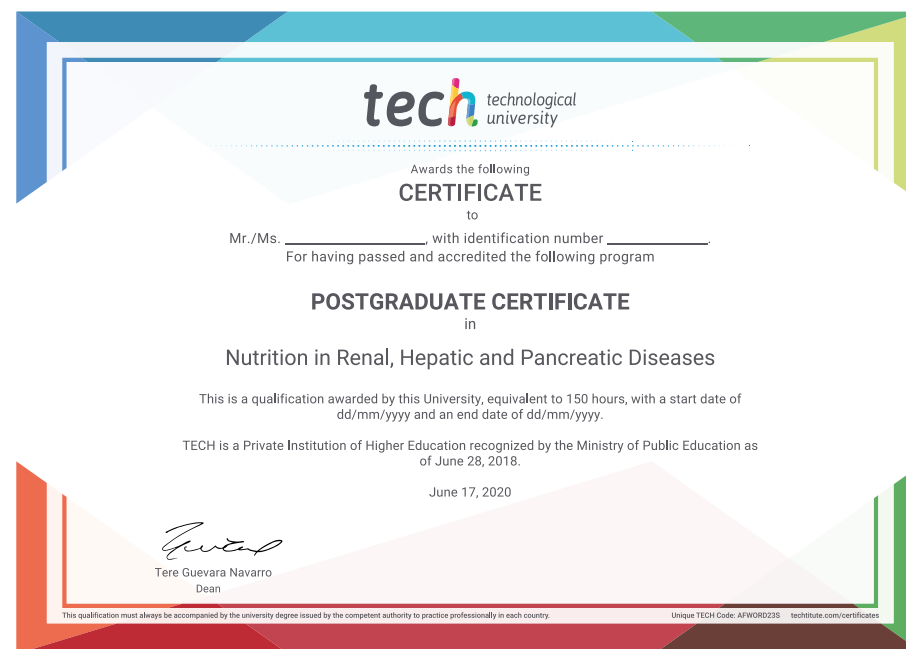 tech technological
university
Awards the following
CERTIFICATE
to
Mr./Ms. ____________________, with identification number ______________.
For having passed and accredited the following program
POSTGRADUATE CERTIFICATE
in
Nutrition in Renal, Hepatic and Pancreatic Diseases
This is a qualification awarded by this University, equivalent to 150 hours, with a start date of
dd/mm/yyyy and an end date of dd/mm/yyyy.
TECH is a Private Institution of Higher Education recognized by the Ministry of Public Education as
of June 28, 2018.
June 17, 2020
Tere Guevara Navarro
Dean
This qualification must always be accompanied by the university degree issued by the competent authority to practice professionally in each country. Unique TECH Code: AFWORD23S techtitute.com/certificates